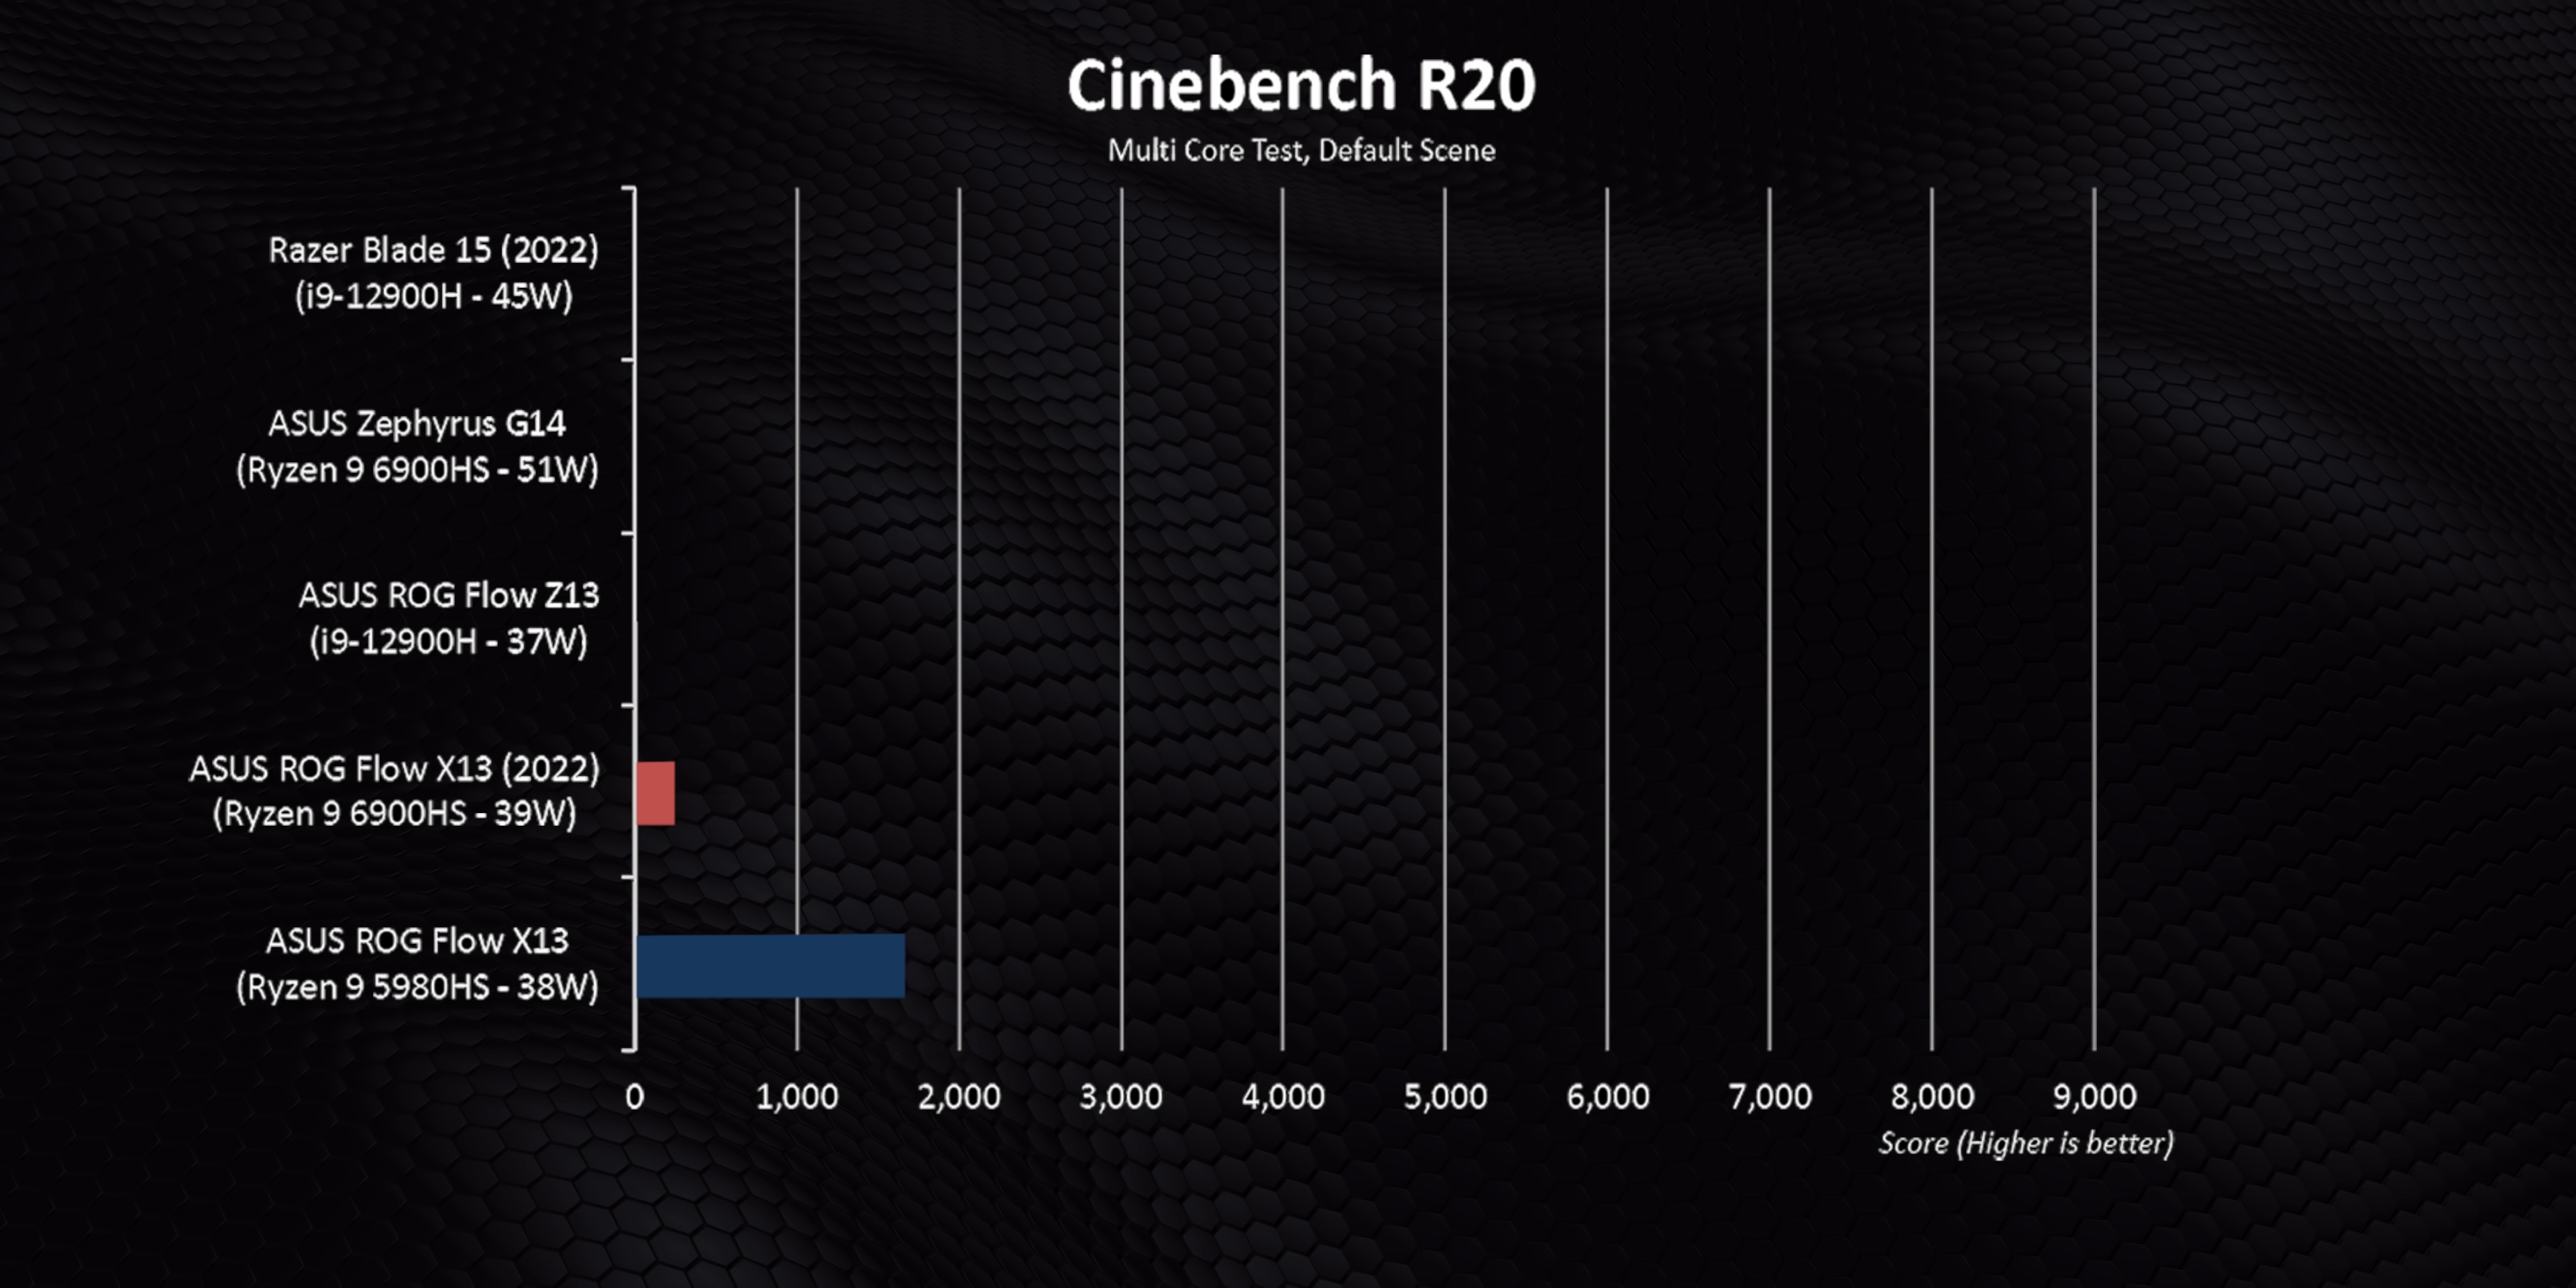 Cinebench R20
Multi Core Test, Default Scene
Razer Blade 15 (2022)
(i9-12900H - 45W)
ASUS Zephyrus G14
(Ryzen 9 6900HS - 51W)
ASUS ROG Flow Z13
(i9-12900H - 37W)
ASUS ROG Flow X13 (2022)
(Ryzen 9 6900HS - 39W)
ASUS ROG Flow X13
(Ryzen 9 5980HS - 38W)
0 1,000 2,000 3,000 4,000 5,000 6,000 7,000 8,000 9,000
Score (Higher is better)